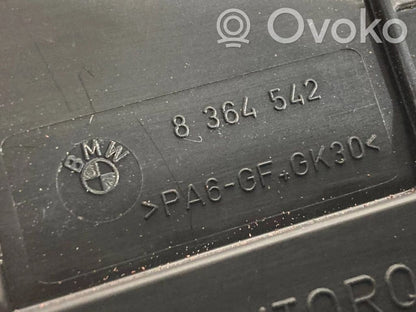 Ovoko
8 364 542
BMW
>PA6-GF+GK30<